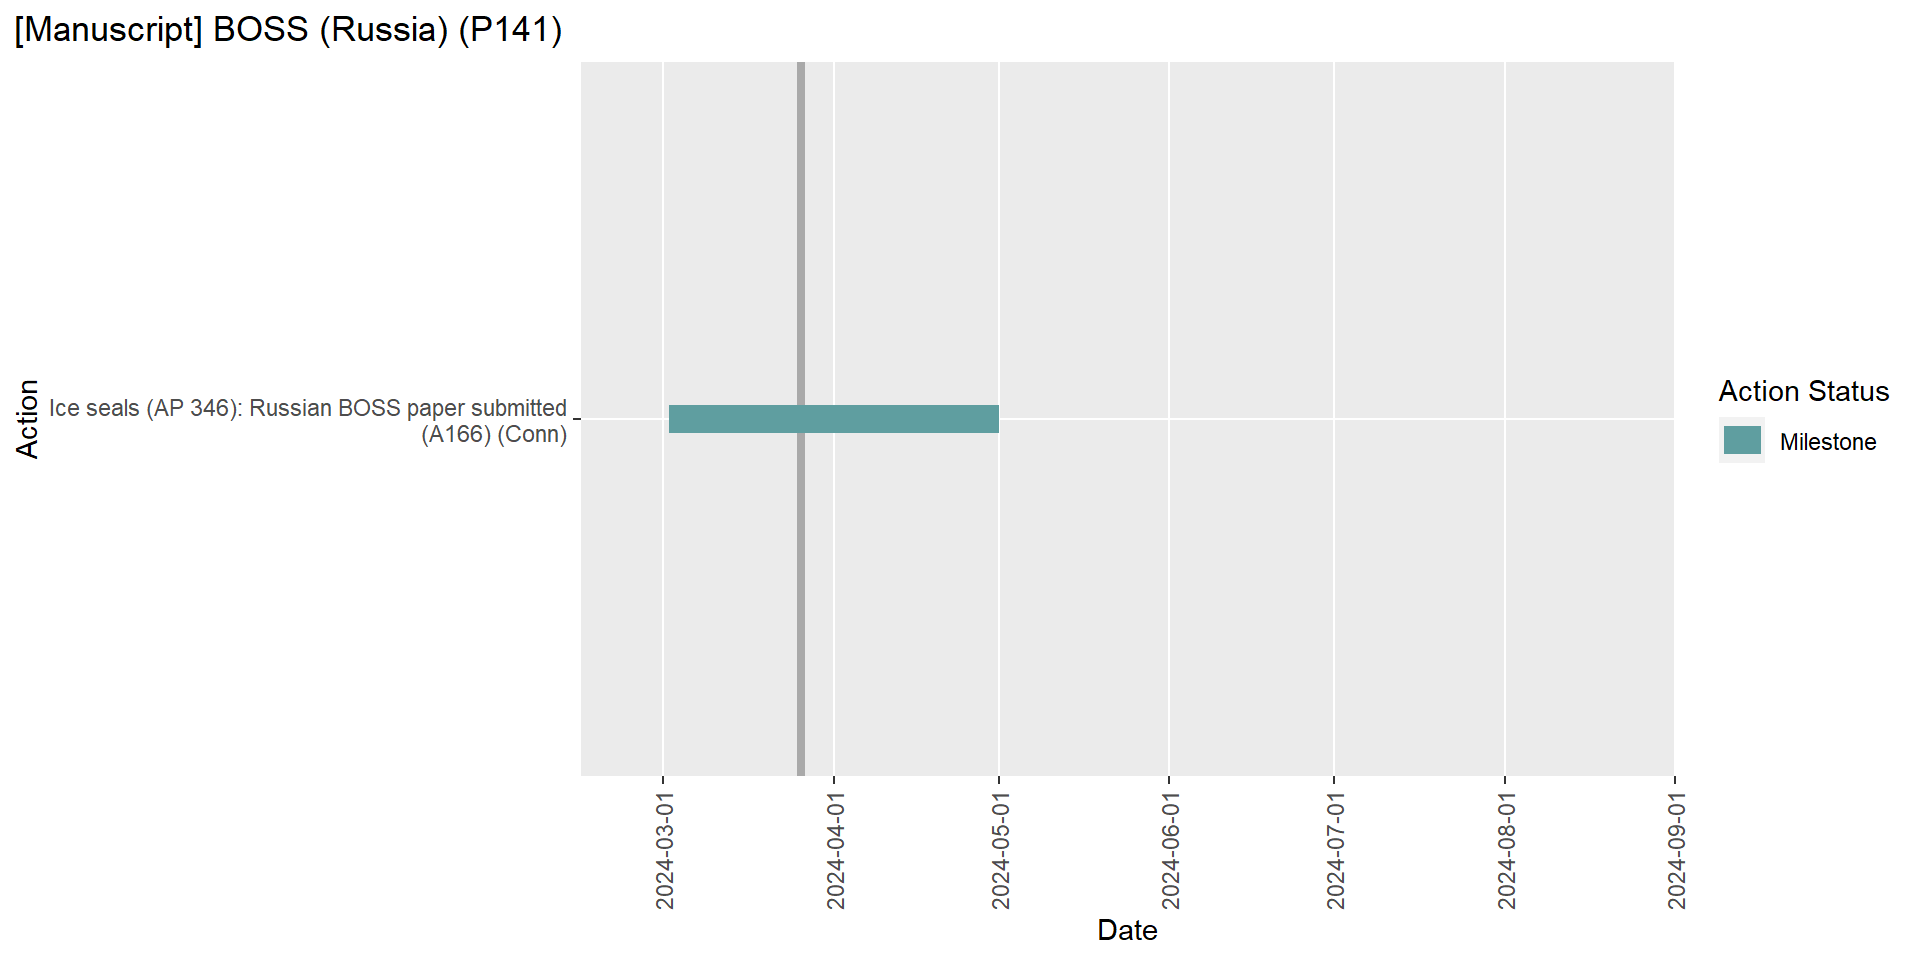 [Manuscript] BOSS (Russia) (P141)
Action
Ice seals (AP 346): Russian BOSS paper submitted
(A166) (Conn)
Action Status
Milestone
2024-03-01
2024-04-01
2024-05-01
2024-06-01
2024-07-01
2024-08-01
2024-09-01
Date